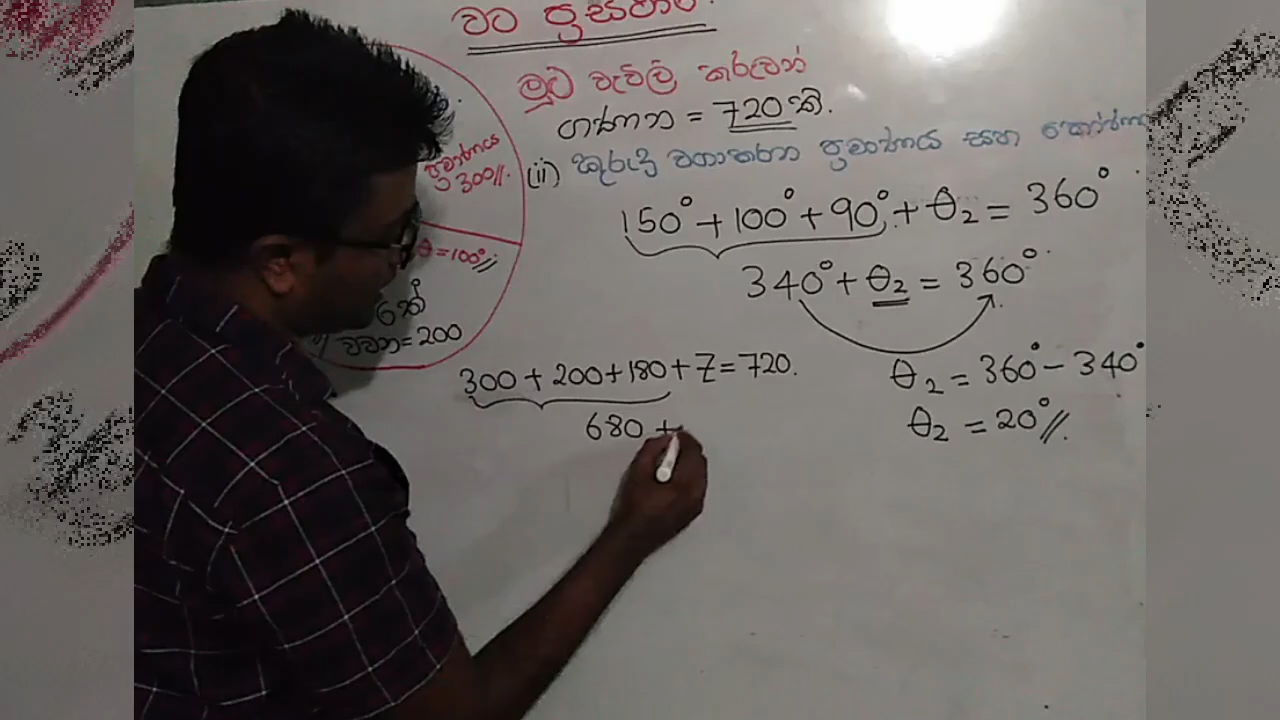 වට ප්‍රස්තාර.
මුළු වැවිලි කරුවන්
ගණන = 720 කි.
(ii) කුරුඳු වගාකරන ප්‍රමාණය සහ
ප්‍රමාණය
300//.
150° + 100° + 90° + θ₂ = 360°
θ = 100°//
340° + θ₂ = 360°
තේ
වචන = 200
300 + 200 + 180 + Z = 720.
θ₂ = 360° − 340°
680 +
θ₂ = 20°//.